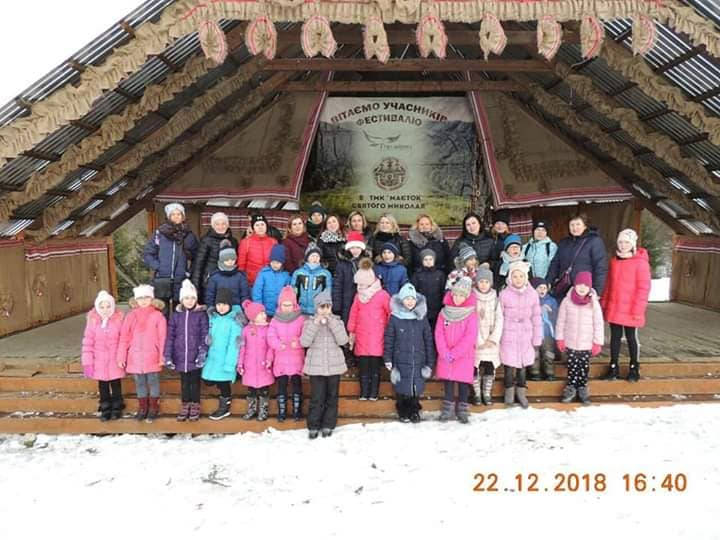 ВІТАЄМО УЧАСНИКІВ
ФЕСТИВАЛЮ
В ТМК "МАЄТОК
СВЯТОГО МИКОЛАЯ"
22.12.2018 16:40